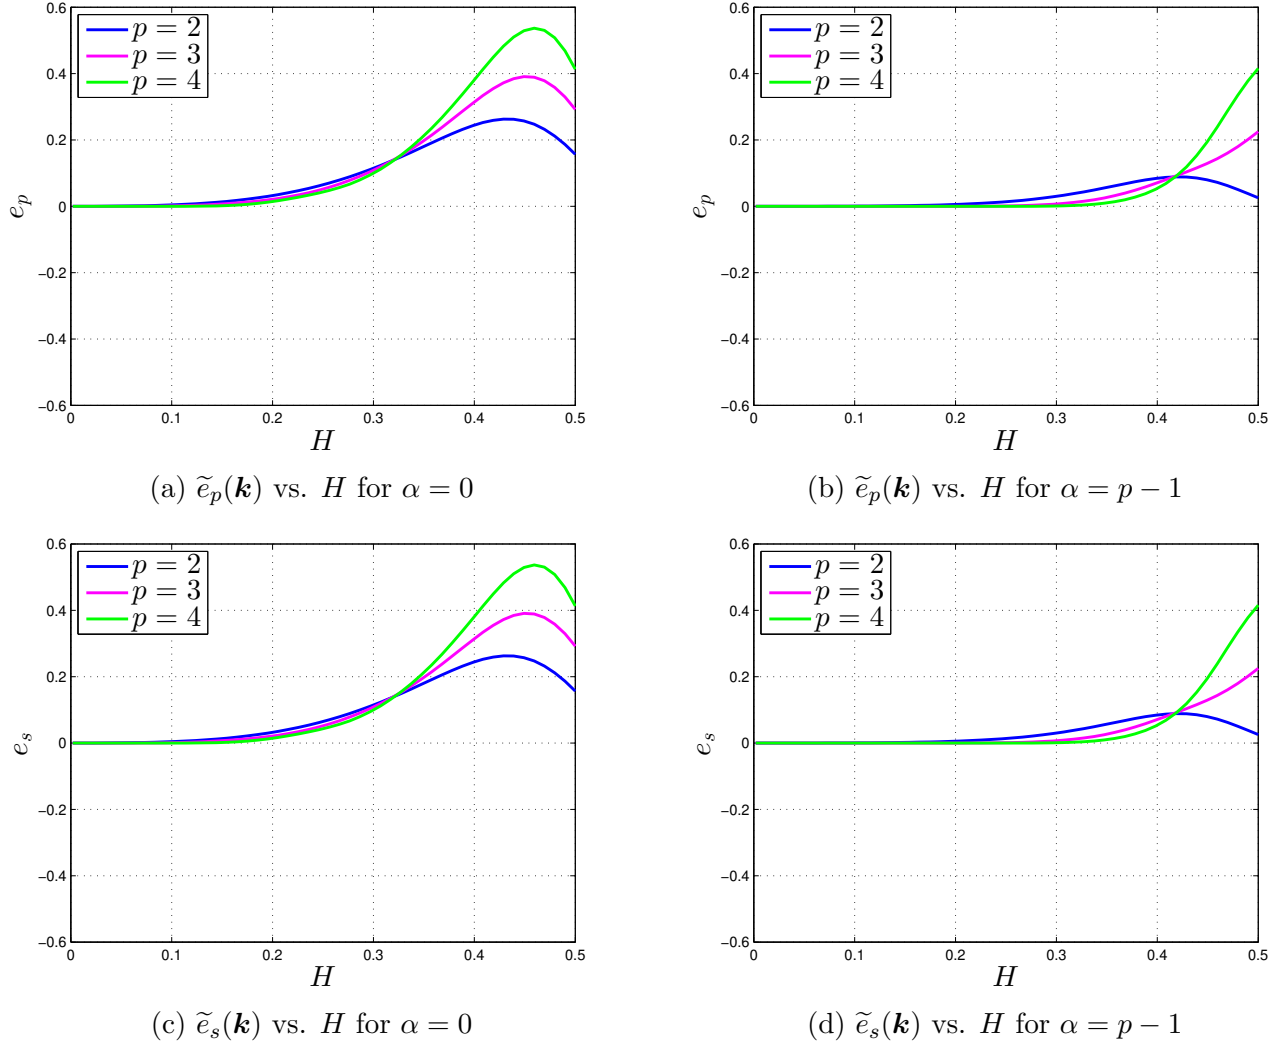 0.6
0.4
0.2
0
−0.2
−0.4
−0.6
p = 2
p = 3
p = 4
e_p
0 0.1 0.2 0.3 0.4 0.5
H
(a) ẽ_p(k) vs. H for α = 0
0.6
0.4
0.2
0
−0.2
−0.4
−0.6
p = 2
p = 3
p = 4
e_p
0 0.1 0.2 0.3 0.4 0.5
H
(b) ẽ_p(k) vs. H for α = p − 1
0.6
0.4
0.2
0
−0.2
−0.4
−0.6
p = 2
p = 3
p = 4
e_s
0 0.1 0.2 0.3 0.4 0.5
H
(c) ẽ_s(k) vs. H for α = 0
0.6
0.4
0.2
0
−0.2
−0.4
−0.6
p = 2
p = 3
p = 4
e_s
0 0.1 0.2 0.3 0.4 0.5
H
(d) ẽ_s(k) vs. H for α = p − 1